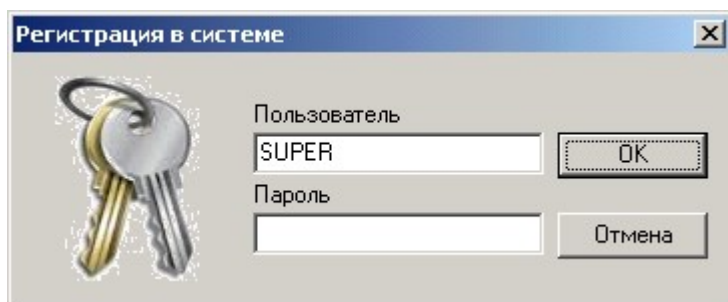 Регистрация в системе
Пользователь
SUPER
OK
Пароль
Отмена